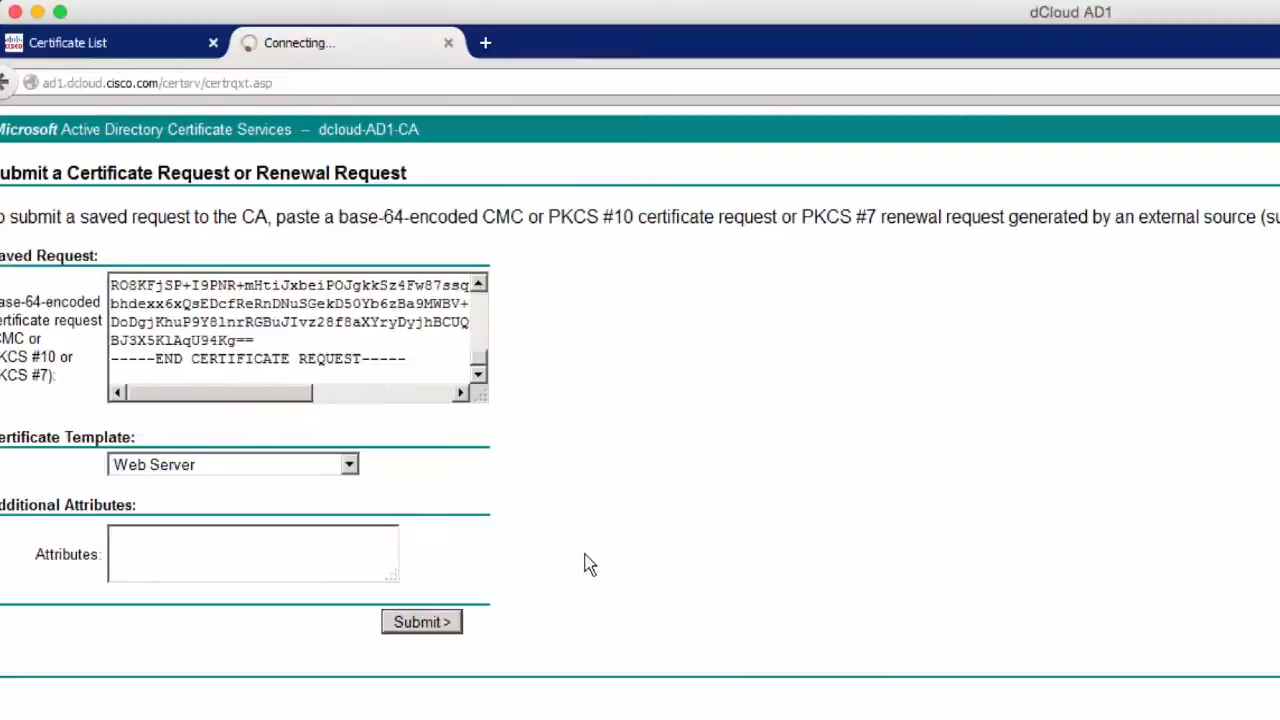 dCloud AD1
cisco Certificate List
Connecting...
ad1.dcloud.cisco.com/certsrv/certrqxt.asp
Microsoft Active Directory Certificate Services -- dcloud-AD1-CA
ubmit a Certificate Request or Renewal Request
o submit a saved request to the CA, paste a base-64-encoded CMC or PKCS #10 certificate request or PKCS #7 renewal request generated by an external source (su
aved Request:
RO8KFjSP+I9PNR+mHtiJxbeiPOJgkkSz4Fw87ssq
bhdexx6xQsEDcfReRnDNuSGekD50Yb6zBa9MWBV+
DoDgjKhuP9Y8lnrRGBuJIvz28f8aXYryDyjhBCUQ
BJ3X5KlAqU94Kg==
-----END CERTIFICATE REQUEST-----
ase-64-encoded
ertificate request
CMC or
KCS #10 or
KCS #7):
ertificate Template:
Web Server
dditional Attributes:
Attributes:
Submit >